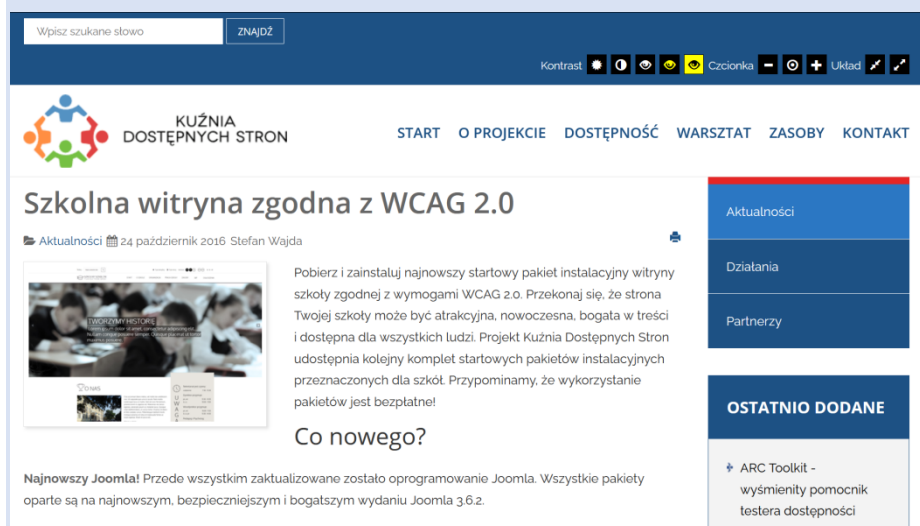 Wpisz szukane słowo
ZNAJDŹ
Kontrast Czcionka Układ
KUŹNIA
DOSTĘPNYCH STRON
START O PROJEKCIE DOSTĘPNOŚĆ WARSZTAT ZASOBY KONTAKT
Szkolna witryna zgodna z WCAG 2.0
Aktualności 24 październik 2016 Stefan Wajda
TWORZYMY HISTORIĘ
O NAS
Pobierz i zainstaluj najnowszy startowy pakiet instalacyjny witryny
szkoły zgodnej z wymogami WCAG 2.0. Przekonaj się, że strona
Twojej szkoły może być atrakcyjna, nowoczesna, bogata w treści
i dostępna dla wszystkich ludzi. Projekt Kuźnia Dostępnych Stron
udostępnia kolejny komplet startowych pakietów instalacyjnych
przeznaczonych dla szkół. Przypominamy, że wykorzystanie
pakietów jest bezpłatne!
Co nowego?
Najnowszy Joomla! Przede wszystkim zaktualizowane zostało oprogramowanie Joomla. Wszystkie pakiety
oparte są na najnowszym, bezpieczniejszym i bogatszym wydaniu Joomla 3.6.2.
Aktualności
Działania
Partnerzy
OSTATNIO DODANE
ARC Toolkit -
wyśmienity pomocnik
testera dostępności